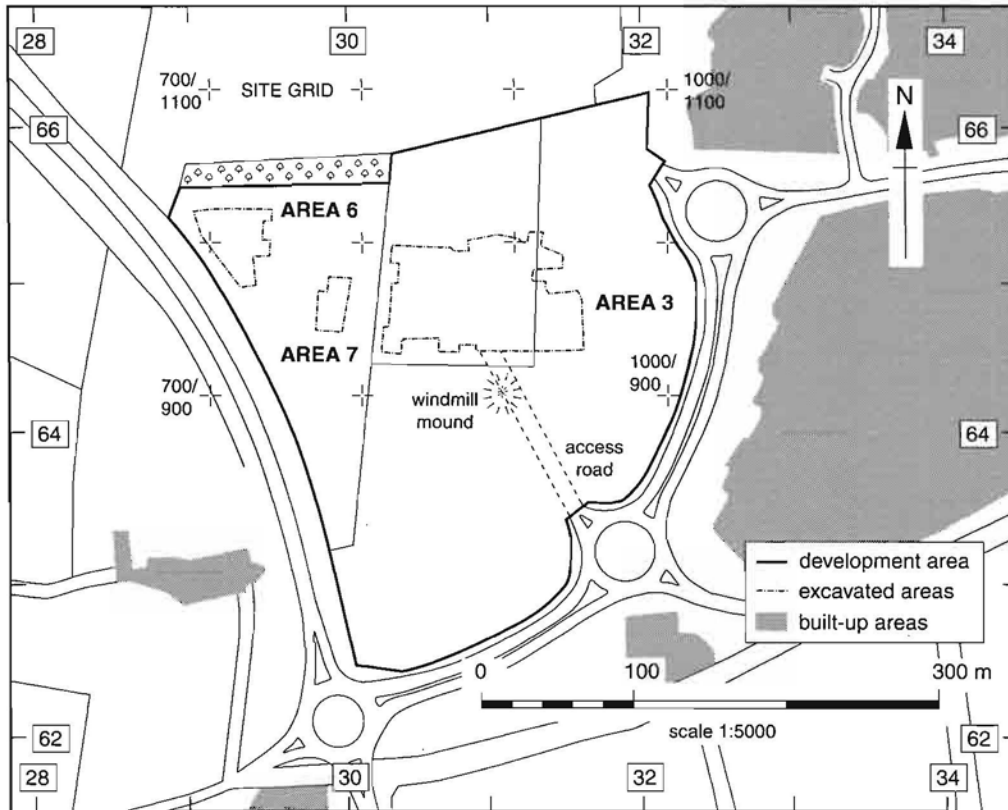 28
30
32
34
700/
1100
SITE GRID
1000/
1100
N
66
66
AREA 6
AREA 3
AREA 7
700/
900
1000/
900
windmill
mound
access
road
64
64
development area
excavated areas
built-up areas
0
100
300 m
scale 1:5000
62
62
28
30
32
34